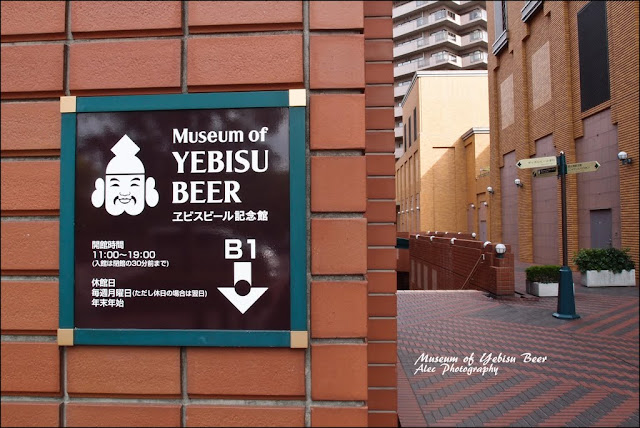 Museum of
YEBISU
BEER
ヱビスビール記念館
開館時間
11:00~19:00
(入館は閉館の30分前まで)
休館日
毎週月曜日(ただし休日の場合は翌日)
年末年始
B1
Museum of Yebisu Beer
Alec Photography